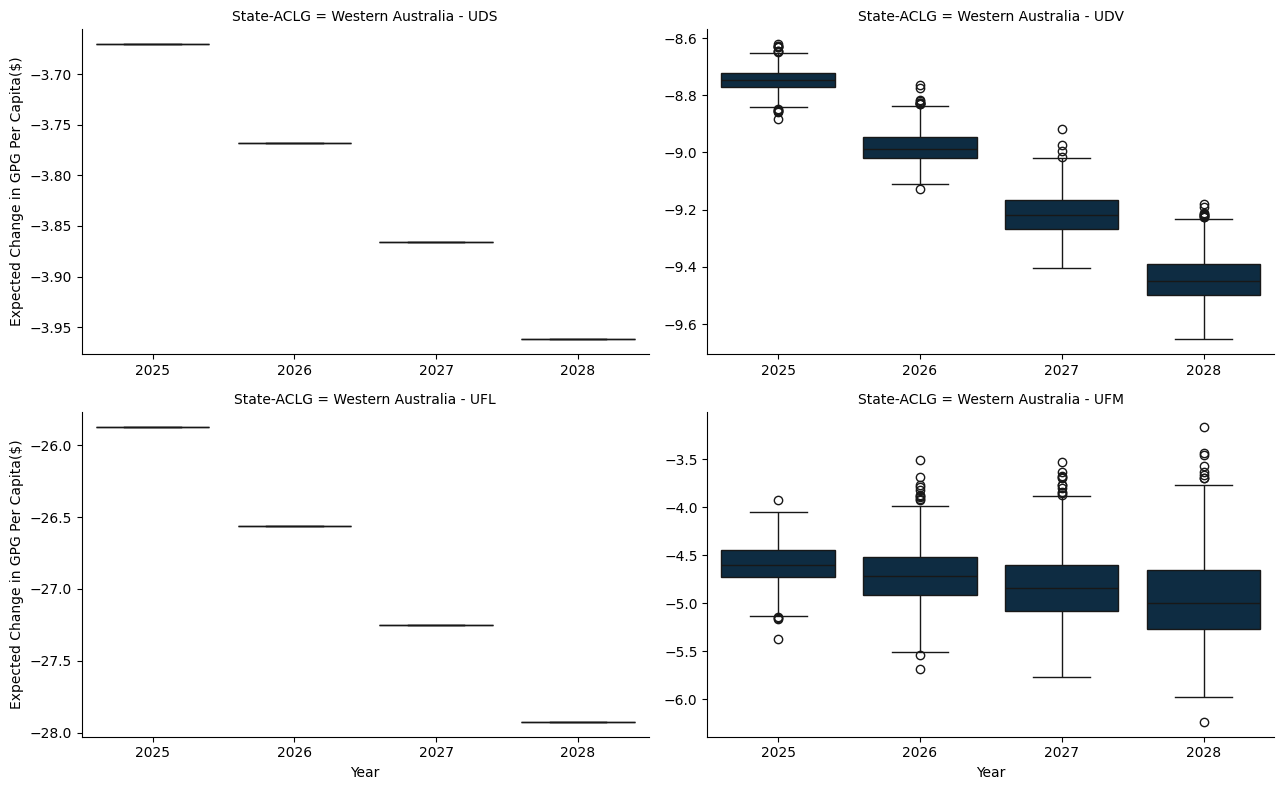 State-ACLG = Western Australia - UDS
Expected Change in GPG Per Capita($)
−3.70
−3.75
−3.80
−3.85
−3.90
−3.95
2025 2026 2027 2028
State-ACLG = Western Australia - UDV
−8.6
−8.8
−9.0
−9.2
−9.4
−9.6
2025 2026 2027 2028
State-ACLG = Western Australia - UFL
Expected Change in GPG Per Capita($)
−26.0
−26.5
−27.0
−27.5
−28.0
2025 2026 2027 2028
Year
State-ACLG = Western Australia - UFM
−3.5
−4.0
−4.5
−5.0
−5.5
−6.0
2025 2026 2027 2028
Year